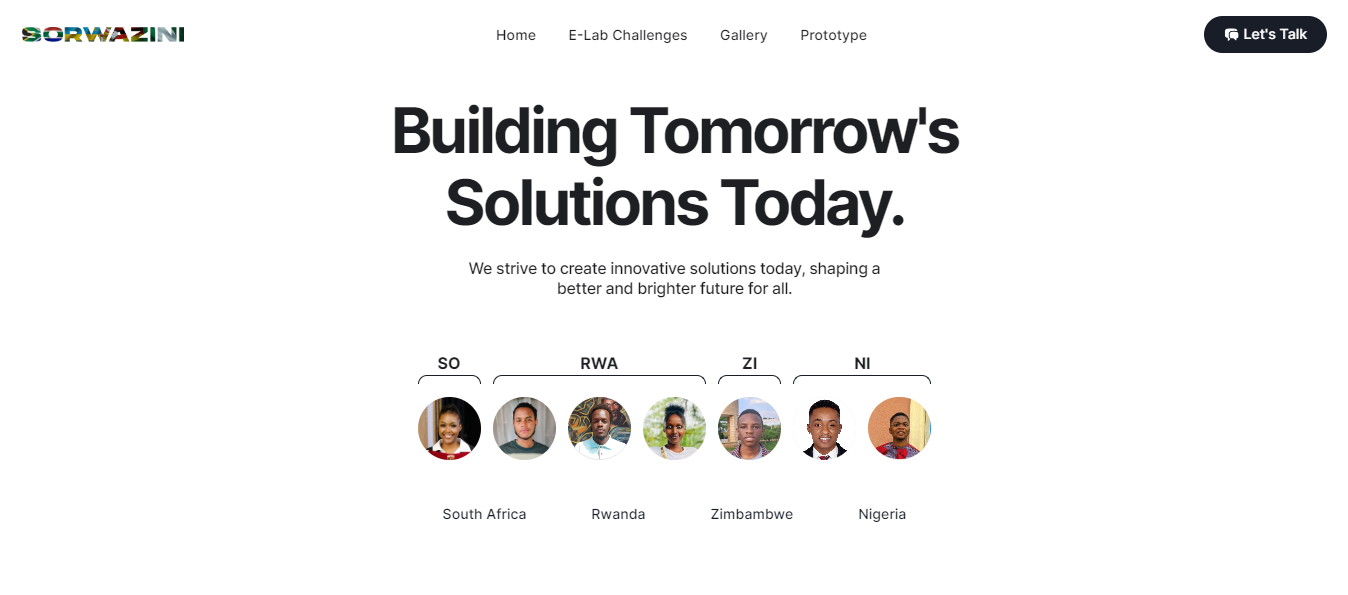 SORWAZINI
Home E-Lab Challenges Gallery Prototype
Let's Talk
Building Tomorrow's
Solutions Today.
We strive to create innovative solutions today, shaping a
better and brighter future for all.
SO RWA ZI NI
South Africa Rwanda Zimbambwe Nigeria